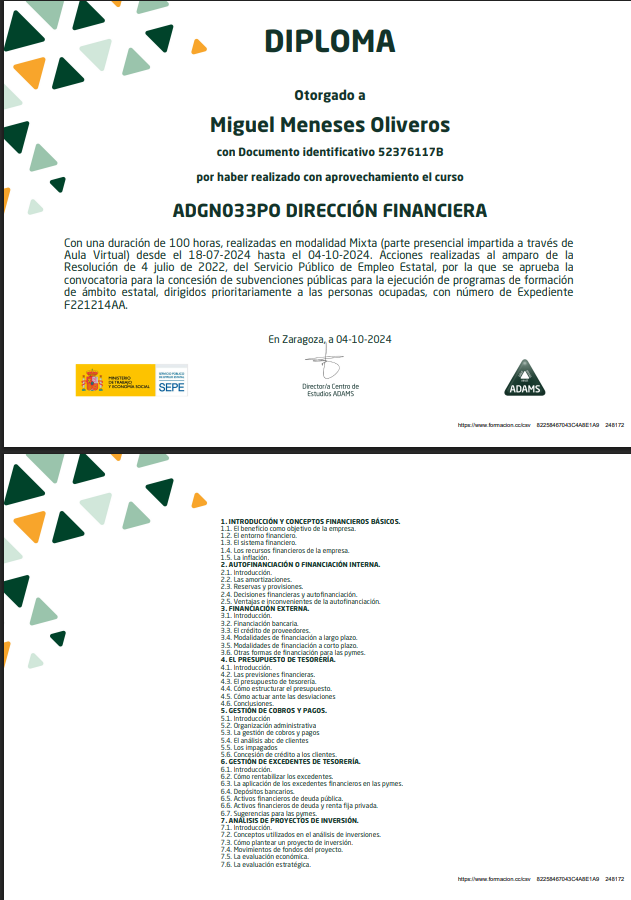 DIPLOMA
Otorgado a
Miguel Meneses Oliveros
con Documento identificativo 52376117B
por haber realizado con aprovechamiento el curso
ADGN033PO DIRECCIÓN FINANCIERA
Con una duración de 100 horas, realizadas en modalidad Mixta (parte presencial impartida a través de
Aula Virtual) desde el 18-07-2024 hasta el 04-10-2024. Acciones realizadas al amparo de la
Resolución de 4 julio de 2022, del Servicio Público de Empleo Estatal, por la que se aprueba la
convocatoria para la concesión de subvenciones públicas para la ejecución de programas de formación
de ámbito estatal, dirigidos prioritariamente a las personas ocupadas, con número de Expediente
F221214AA.
En Zaragoza, a 04-10-2024
MINISTERIO
DE TRABAJO
Y ECONOMÍA SOCIAL
SERVICIO PÚBLICO
DE EMPLEO ESTATAL
SEPE
Director/a Centro de
Estudios ADAMS
ADAMS
https://www.formacion.cc/csv 82258467043C4A8E1A9 248172
1. INTRODUCCIÓN Y CONCEPTOS FINANCIEROS BÁSICOS.
1.1. El beneficio como objetivo de la empresa.
1.2. El entorno financiero.
1.3. El sistema financiero.
1.4. Los recursos financieros de la empresa.
1.5. La inflación.
2. AUTOFINANCIACIÓN O FINANCIACIÓN INTERNA.
2.1. Introducción.
2.2. Las amortizaciones.
2.3. Reservas y provisiones.
2.4. Decisiones financieras y autofinanciación.
2.5. Ventajas e inconvenientes de la autofinanciación.
3. FINANCIACIÓN EXTERNA.
3.1. Introducción.
3.2. Financiación bancaria.
3.3. El crédito de proveedores.
3.4. Modalidades de financiación a largo plazo.
3.5. Modalidades de financiación a corto plazo.
3.6. Otras formas de financiación para las pymes.
4. EL PRESUPUESTO DE TESORERÍA.
4.1. Introducción.
4.2. Las previsiones financieras.
4.3. El presupuesto de tesorería.
4.4. Cómo estructurar el presupuesto.
4.5. Cómo actuar ante las desviaciones
4.6. Conclusiones.
5. GESTIÓN DE COBROS Y PAGOS.
5.1. Introducción
5.2. Organización administrativa
5.3. La gestión de cobros y pagos
5.4. El análisis abc de clientes
5.5. Los impagados
5.6. Concesión de crédito a los clientes.
6. GESTIÓN DE EXCEDENTES DE TESORERÍA.
6.1. Introducción.
6.2. Cómo rentabilizar los excedentes.
6.3. La aplicación de los excedentes financieros en las pymes.
6.4. Depósitos bancarios.
6.5. Activos financieros de deuda pública.
6.6. Activos financieros de deuda y renta fija privada.
6.7. Sugerencias para las pymes.
7. ANÁLISIS DE PROYECTOS DE INVERSIÓN.
7.1. Introducción.
7.2. Conceptos utilizados en el análisis de inversiones.
7.3. Cómo plantear un proyecto de inversión.
7.4. Movimientos de fondos del proyecto.
7.5. La evaluación económica.
7.6. La evaluación estratégica.
https://www.formacion.cc/csv 82258467043C4A8E1A9 248172